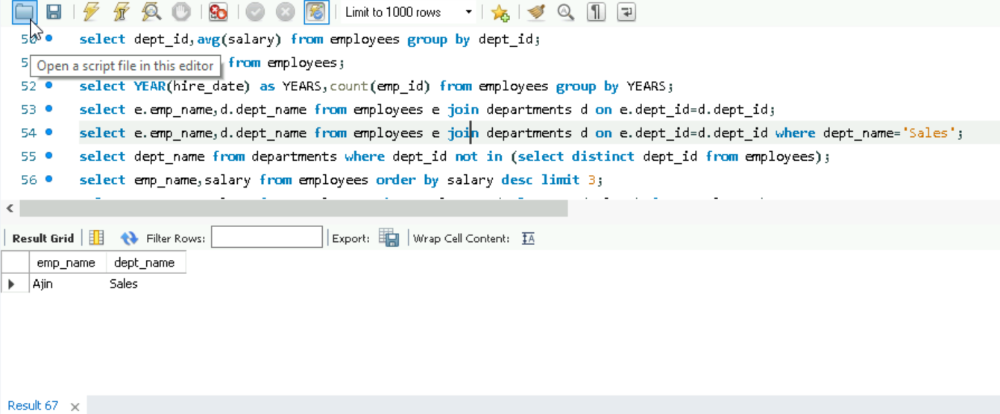 Limit to 1000 rows
50 select dept_id,avg(salary) from employees group by dept_id;
Open a script file in this editor
from employees;
52 select YEAR(hire_date) as YEARS,count(emp_id) from employees group by YEARS;
53 select e.emp_name,d.dept_name from employees e join departments d on e.dept_id=d.dept_id;
54 select e.emp_name,d.dept_name from employees e join departments d on e.dept_id=d.dept_id where dept_name='Sales';
55 select dept_name from departments where dept_id not in (select distinct dept_id from employees);
56 select emp_name,salary from employees order by salary desc limit 3;
Result Grid Filter Rows: Export: Wrap Cell Content:
emp_name dept_name
Ajin Sales
Result 67